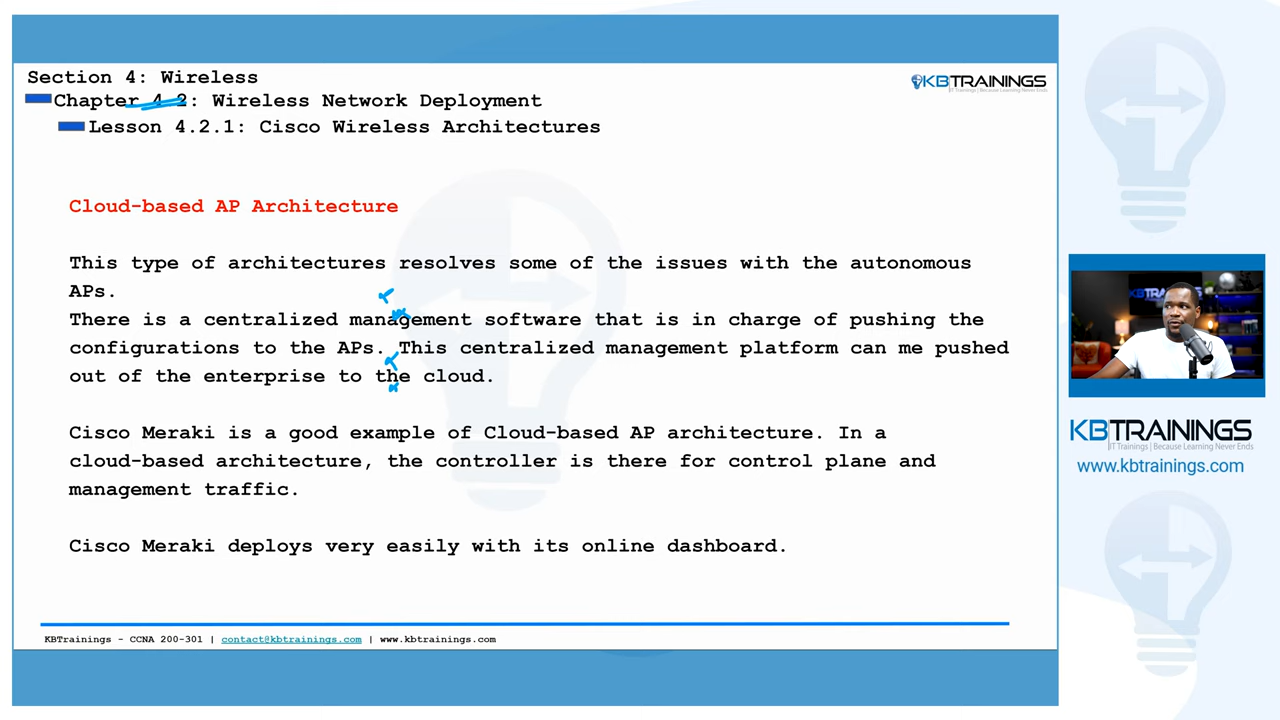 Section 4: Wireless
Chapter 4.2: Wireless Network Deployment
Lesson 4.2.1: Cisco Wireless Architectures
KBTRAININGS
IT Trainings | Because Learning Never Ends
Cloud-based AP Architecture
This type of architectures resolves some of the issues with the autonomous
APs.
There is a centralized management software that is in charge of pushing the
configurations to the APs. This centralized management platform can me pushed
out of the enterprise to the cloud.
Cisco Meraki is a good example of Cloud-based AP architecture. In a
cloud-based architecture, the controller is there for control plane and
management traffic.
Cisco Meraki deploys very easily with its online dashboard.
KBTrainings - CCNA 200-301 | contact@kbtrainings.com | www.kbtrainings.com
KBTRAININGS
IT Trainings | Because Learning Never Ends
www.kbtrainings.com